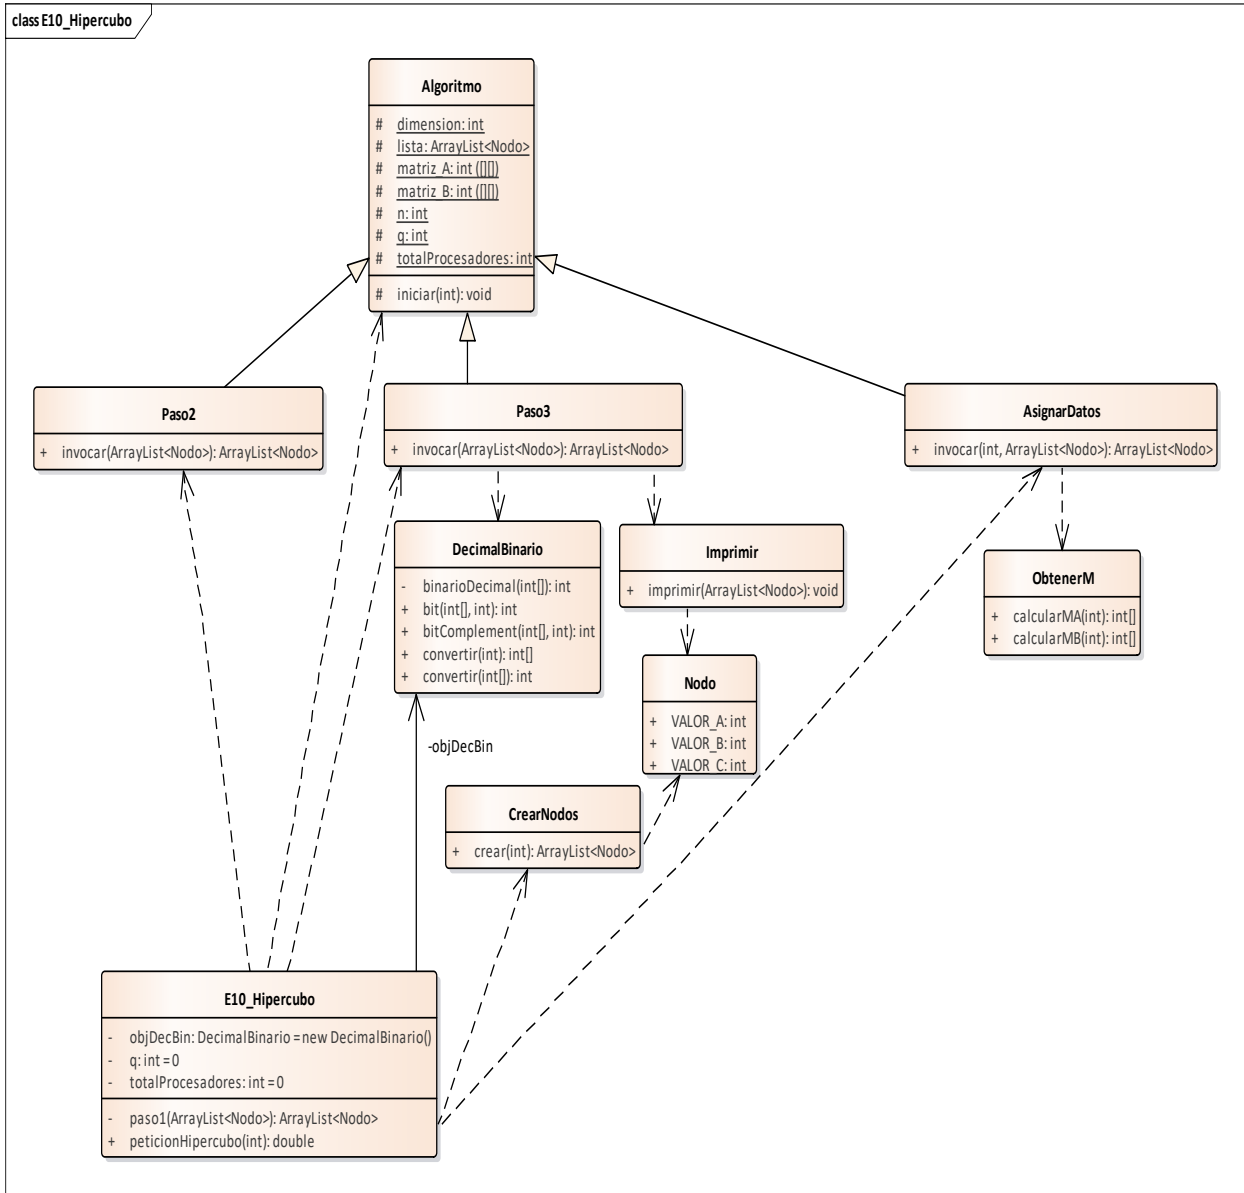 class E10_Hipercubo
Algoritmo
# dimension: int
# lista: ArrayList<Nodo>
# matriz_A: int ([][])
# matriz_B: int ([][])
# n: int
# q: int
# totalProcesadores: int
# iniciar(int): void
Paso2
+ invocar(ArrayList<Nodo>): ArrayList<Nodo>
Paso3
+ invocar(ArrayList<Nodo>): ArrayList<Nodo>
AsignarDatos
+ invocar(int, ArrayList<Nodo>): ArrayList<Nodo>
DecimalBinario
- binarioDecimal(int[]): int
+ bit(int[], int): int
+ bitComplement(int[], int): int
+ convertir(int): int[]
+ convertir(int[]): int
Imprimir
+ imprimir(ArrayList<Nodo>): void
ObtenerM
+ calcularMA(int): int[]
+ calcularMB(int): int[]
Nodo
+ VALOR_A: int
+ VALOR_B: int
+ VALOR_C: int
-objDecBin
CrearNodos
+ crear(int): ArrayList<Nodo>
E10_Hipercubo
- objDecBin: DecimalBinario = new DecimalBinario()
- q: int = 0
- totalProcesadores: int = 0
- paso1(ArrayList<Nodo>): ArrayList<Nodo>
+ peticionHipercubo(int): double